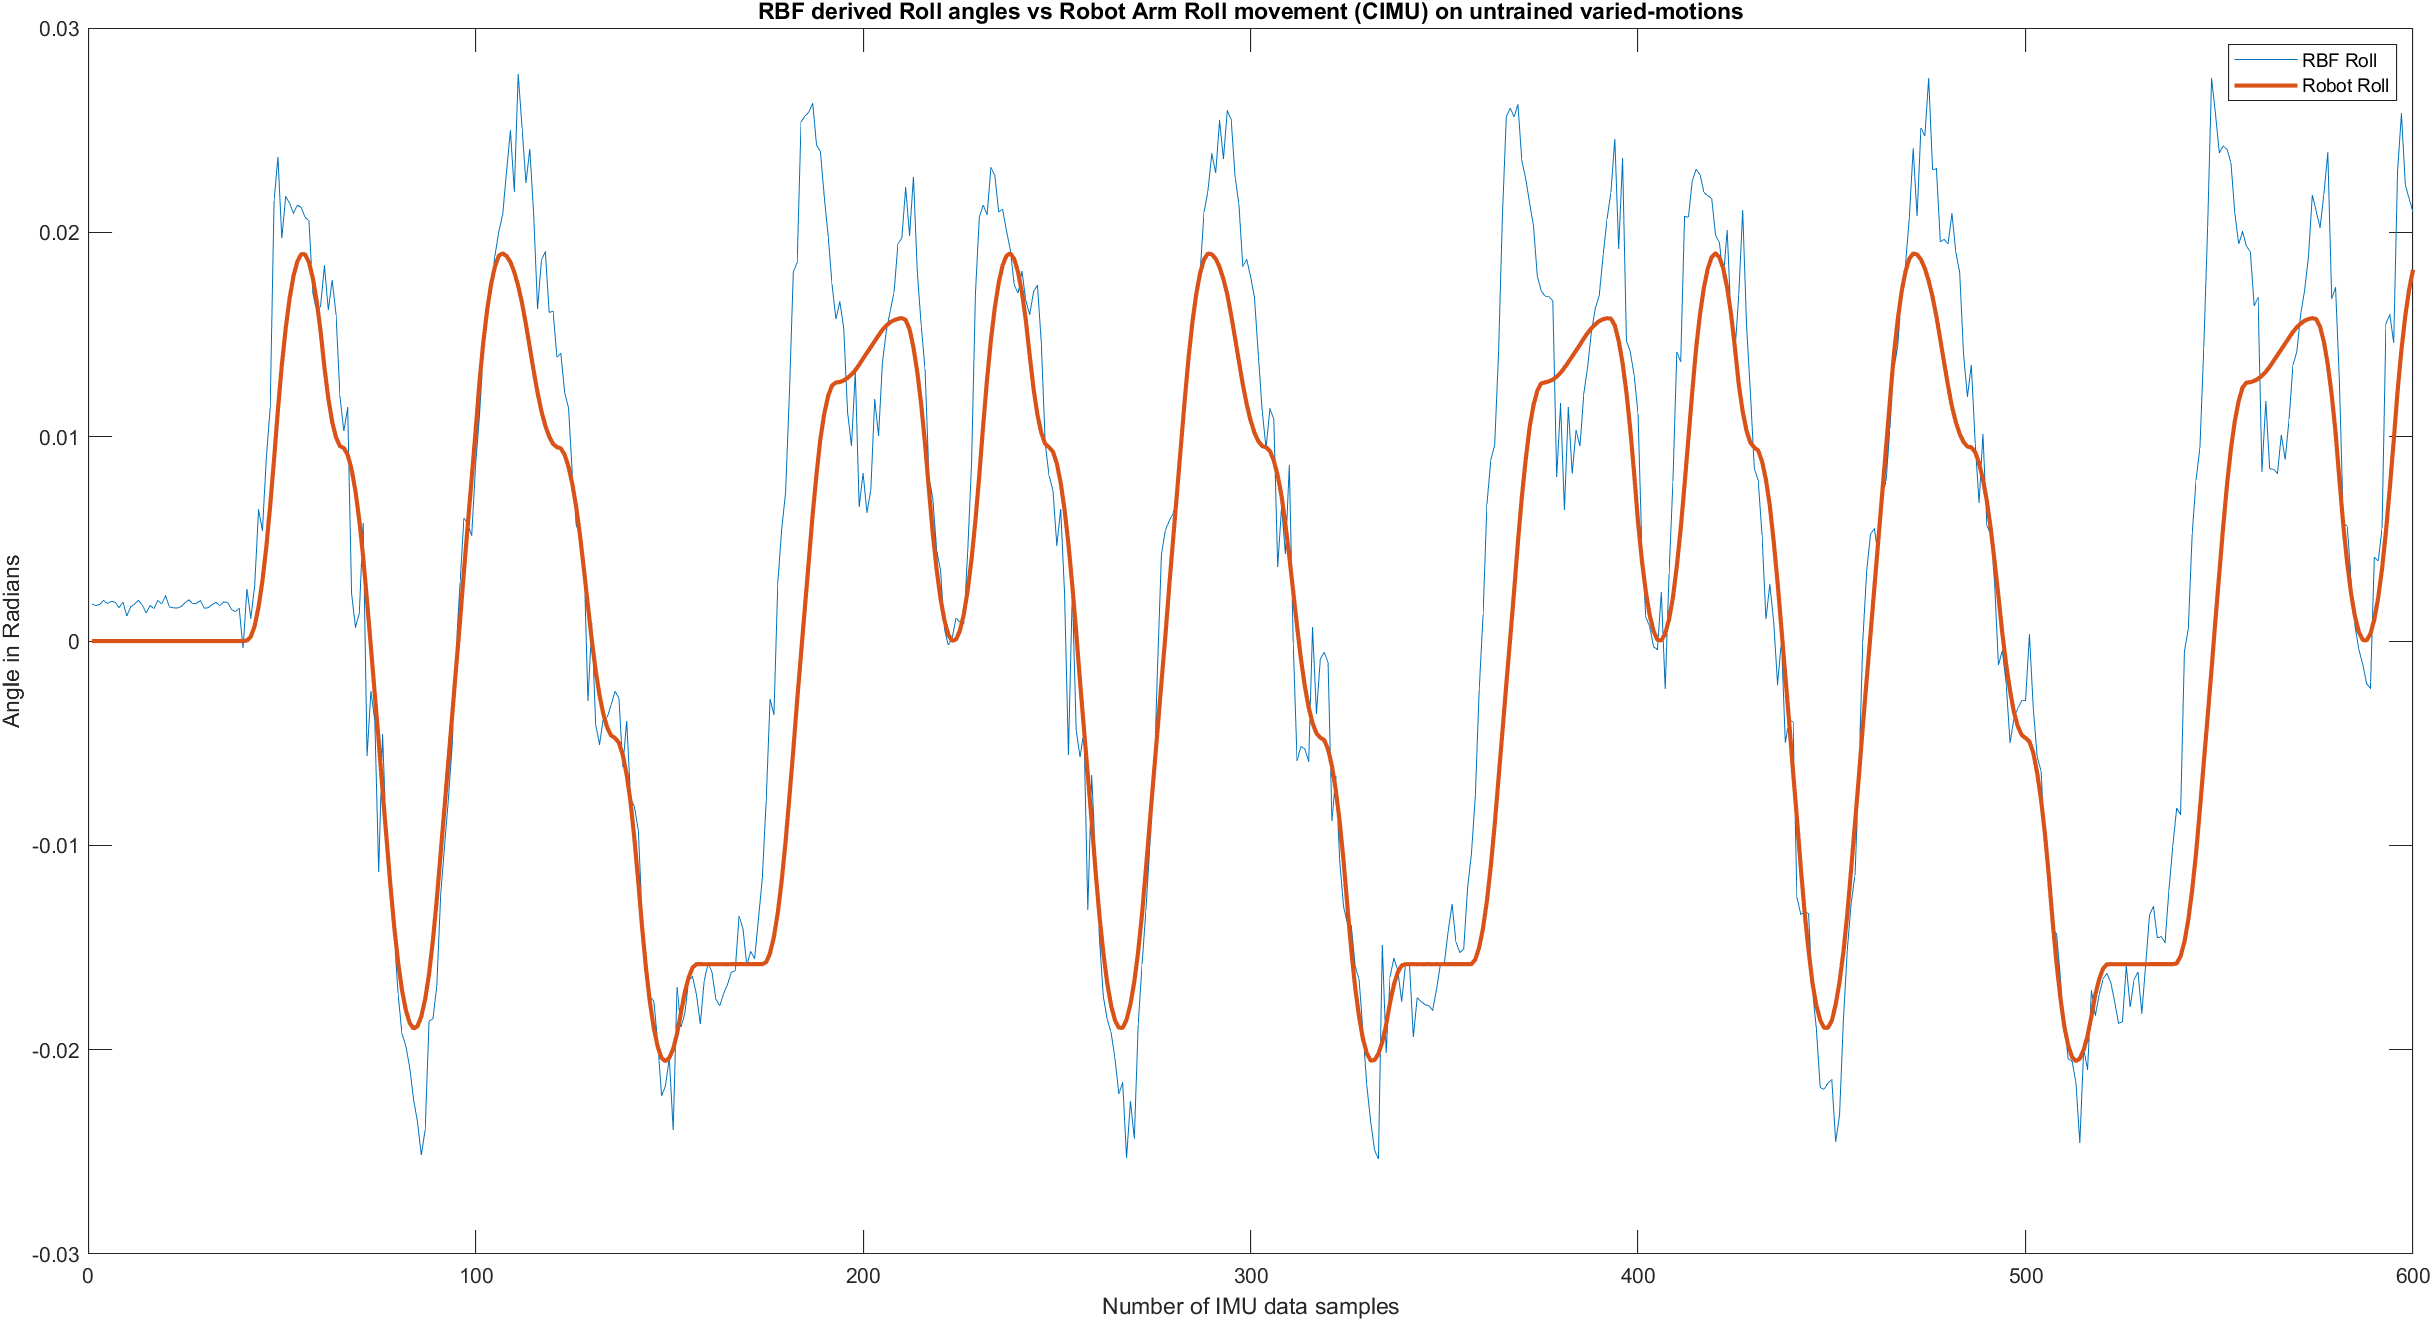 RBF derived Roll angles vs Robot Arm Roll movement (CIMU) on untrained varied-motions
RBF Roll
Robot Roll
Angle in Radians
0.03
0.02
0.01
0
-0.01
-0.02
-0.03
0 100 200 300 400 500 600
Number of IMU data samples